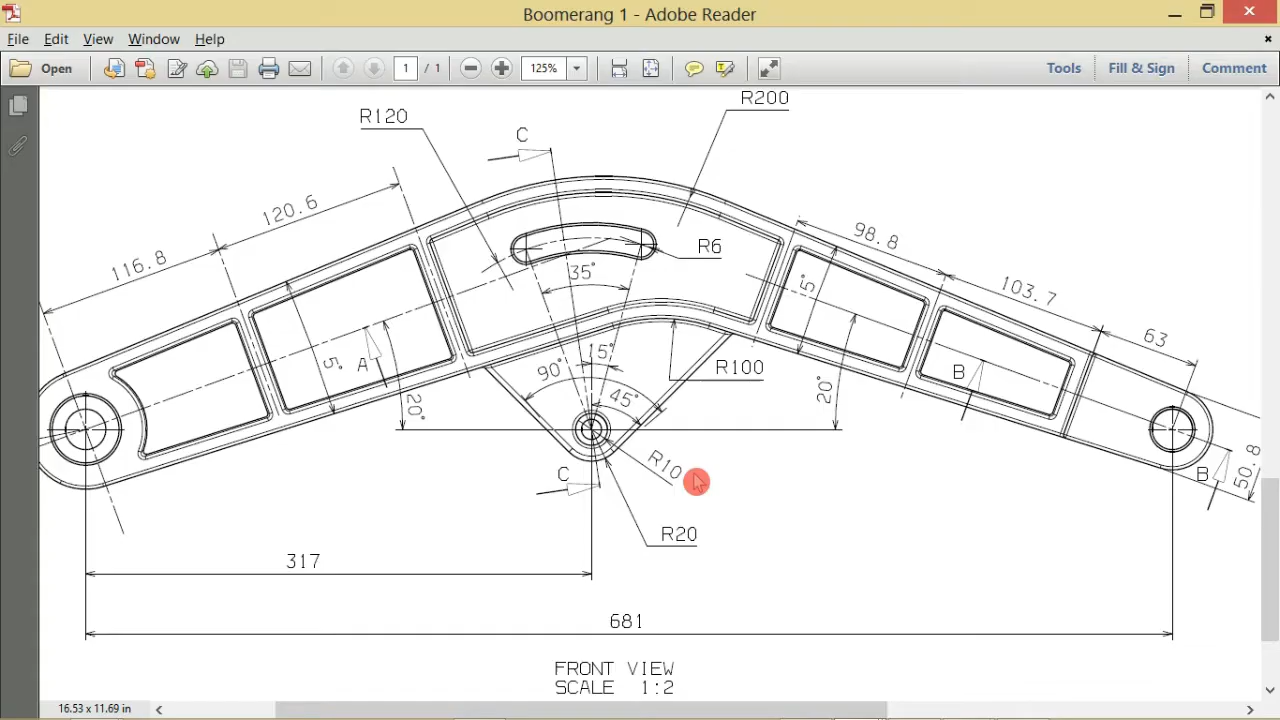 Boomerang 1 - Adobe Reader
File Edit View Window Help
Open 1 / 1 125% Tools Fill & Sign Comment
R200
R120
C
120.6
116.8
98.8
103.7
63
R6
35°
5°
5°
A
20°
15°
90°
45°
R100
20°
B
B
50.8
C
R10
R20
317
681
FRONT VIEW
SCALE 1:2
16.53 x 11.69 in